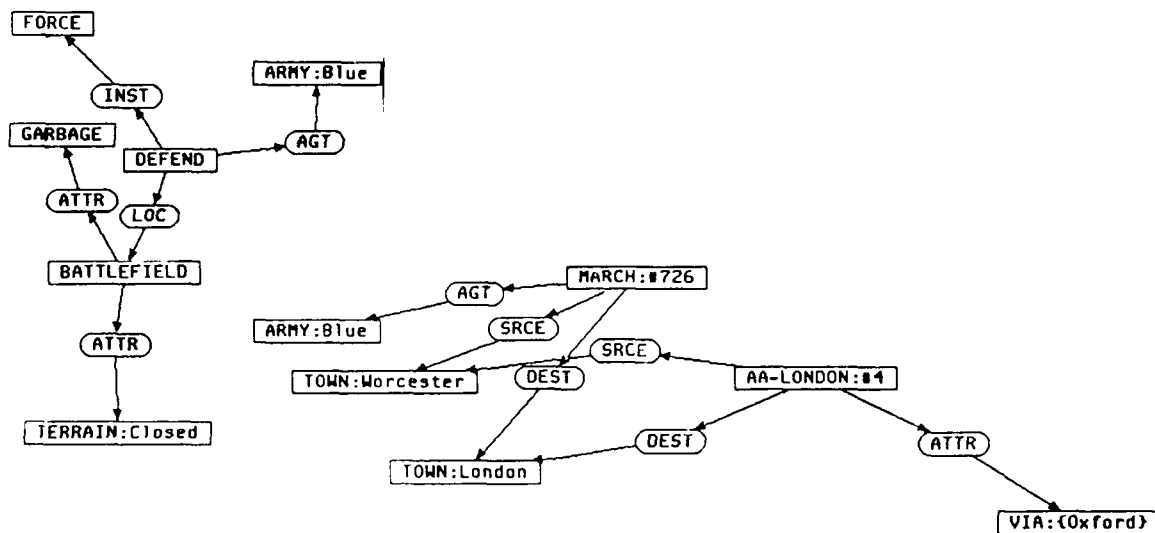 FORCE
ARMY:Blue
INST
GARBAGE
AGT
DEFEND
ATTR
LOC
BATTLEFIELD
MARCH:#726
AGT
ARMY:Blue
SRCE
ATTR
SRCE
TOWN:Worcester
DEST
AA-LONDON:#4
TERRAIN:Closed
DEST
ATTR
TOWN:London
VIA:{Oxford}